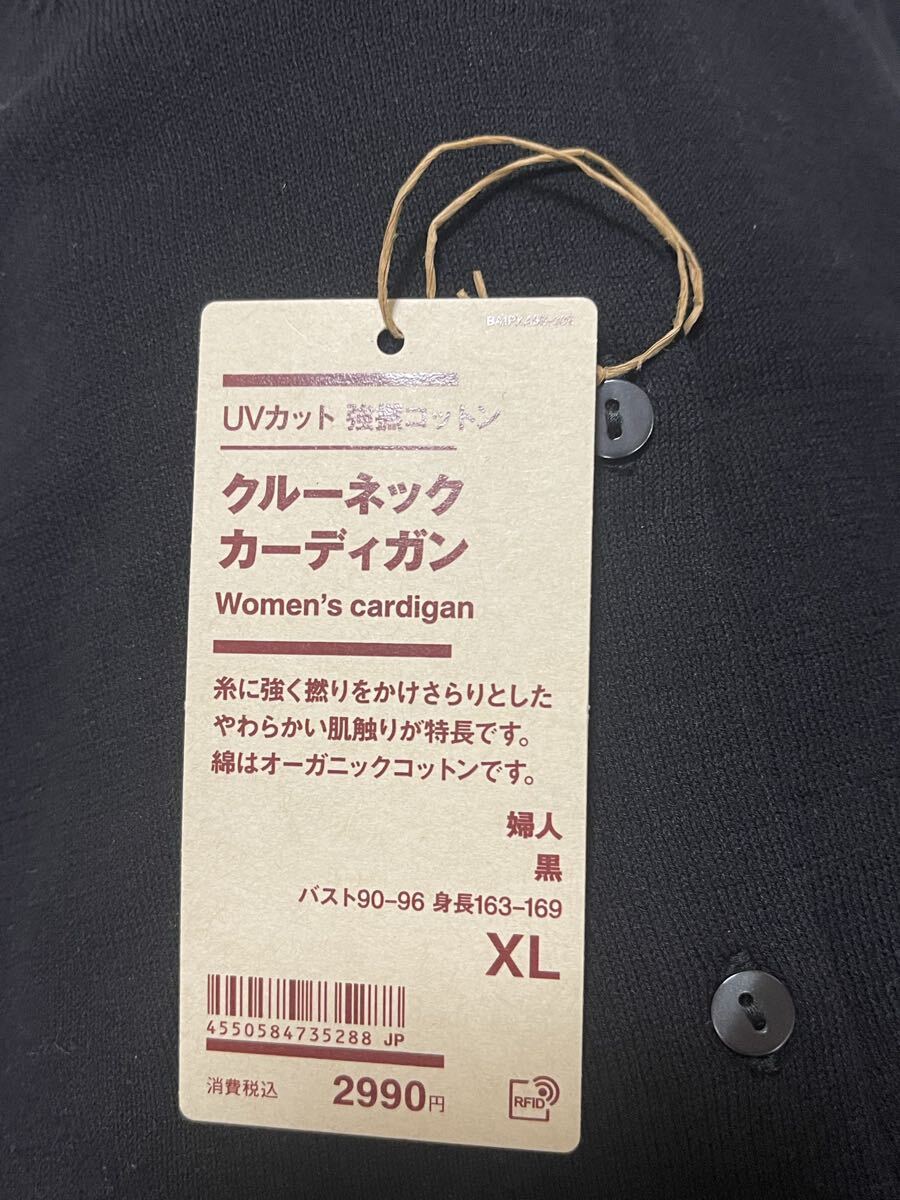 UVカット 強撚コットン
クルーネック
カーディガン
Women's cardigan
糸に強く撚りをかけさらりとした
やわらかい肌触りが特長です。
綿はオーガニックコットンです。
婦人
黒
バスト90-96 身長163-169
XL
4550584735288 JP
消費税込 2990円
RFID